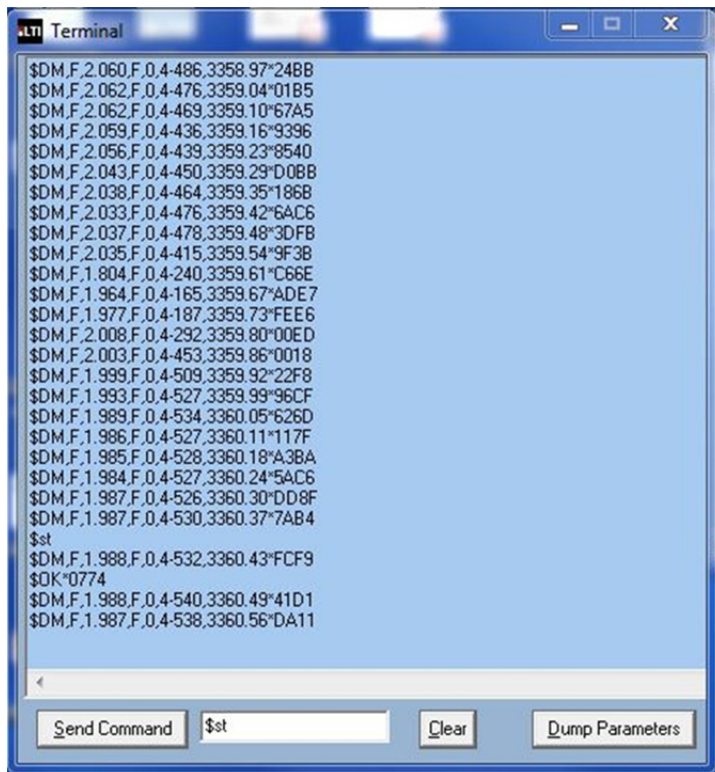 LTI Terminal
$DM,F,2.060,F,0,4-486,3358.97*24BB
$DM,F,2.062,F,0,4-476,3359.04*01B5
$DM,F,2.062,F,0,4-469,3359.10*67A5
$DM,F,2.059,F,0,4-436,3359.16*9396
$DM,F,2.056,F,0,4-439,3359.23*8540
$DM,F,2.043,F,0,4-450,3359.29*D0BB
$DM,F,2.038,F,0,4-464,3359.35*186B
$DM,F,2.033,F,0,4-476,3359.42*6AC6
$DM,F,2.037,F,0,4-478,3359.48*3DFB
$DM,F,2.035,F,0,4-415,3359.54*9F3B
$DM,F,1.804,F,0,4-240,3359.61*C66E
$DM,F,1.964,F,0,4-165,3359.67*ADE7
$DM,F,1.977,F,0,4-187,3359.73*FEE6
$DM,F,2.008,F,0,4-292,3359.80*00ED
$DM,F,2.003,F,0,4-453,3359.86*0018
$DM,F,1.999,F,0,4-509,3359.92*22F8
$DM,F,1.993,F,0,4-527,3359.99*96CF
$DM,F,1.989,F,0,4-534,3360.05*626D
$DM,F,1.986,F,0,4-527,3360.11*117F
$DM,F,1.985,F,0,4-528,3360.18*A3BA
$DM,F,1.984,F,0,4-527,3360.24*5AC6
$DM,F,1.987,F,0,4-526,3360.30*DD8F
$DM,F,1.987,F,0,4-530,3360.37*7AB4
$st
$DM,F,1.988,F,0,4-532,3360.43*FCF9
$OK*0774
$DM,F,1.988,F,0,4-540,3360.49*41D1
$DM,F,1.987,F,0,4-538,3360.56*DA11
Send Command $st Clear Dump Parameters